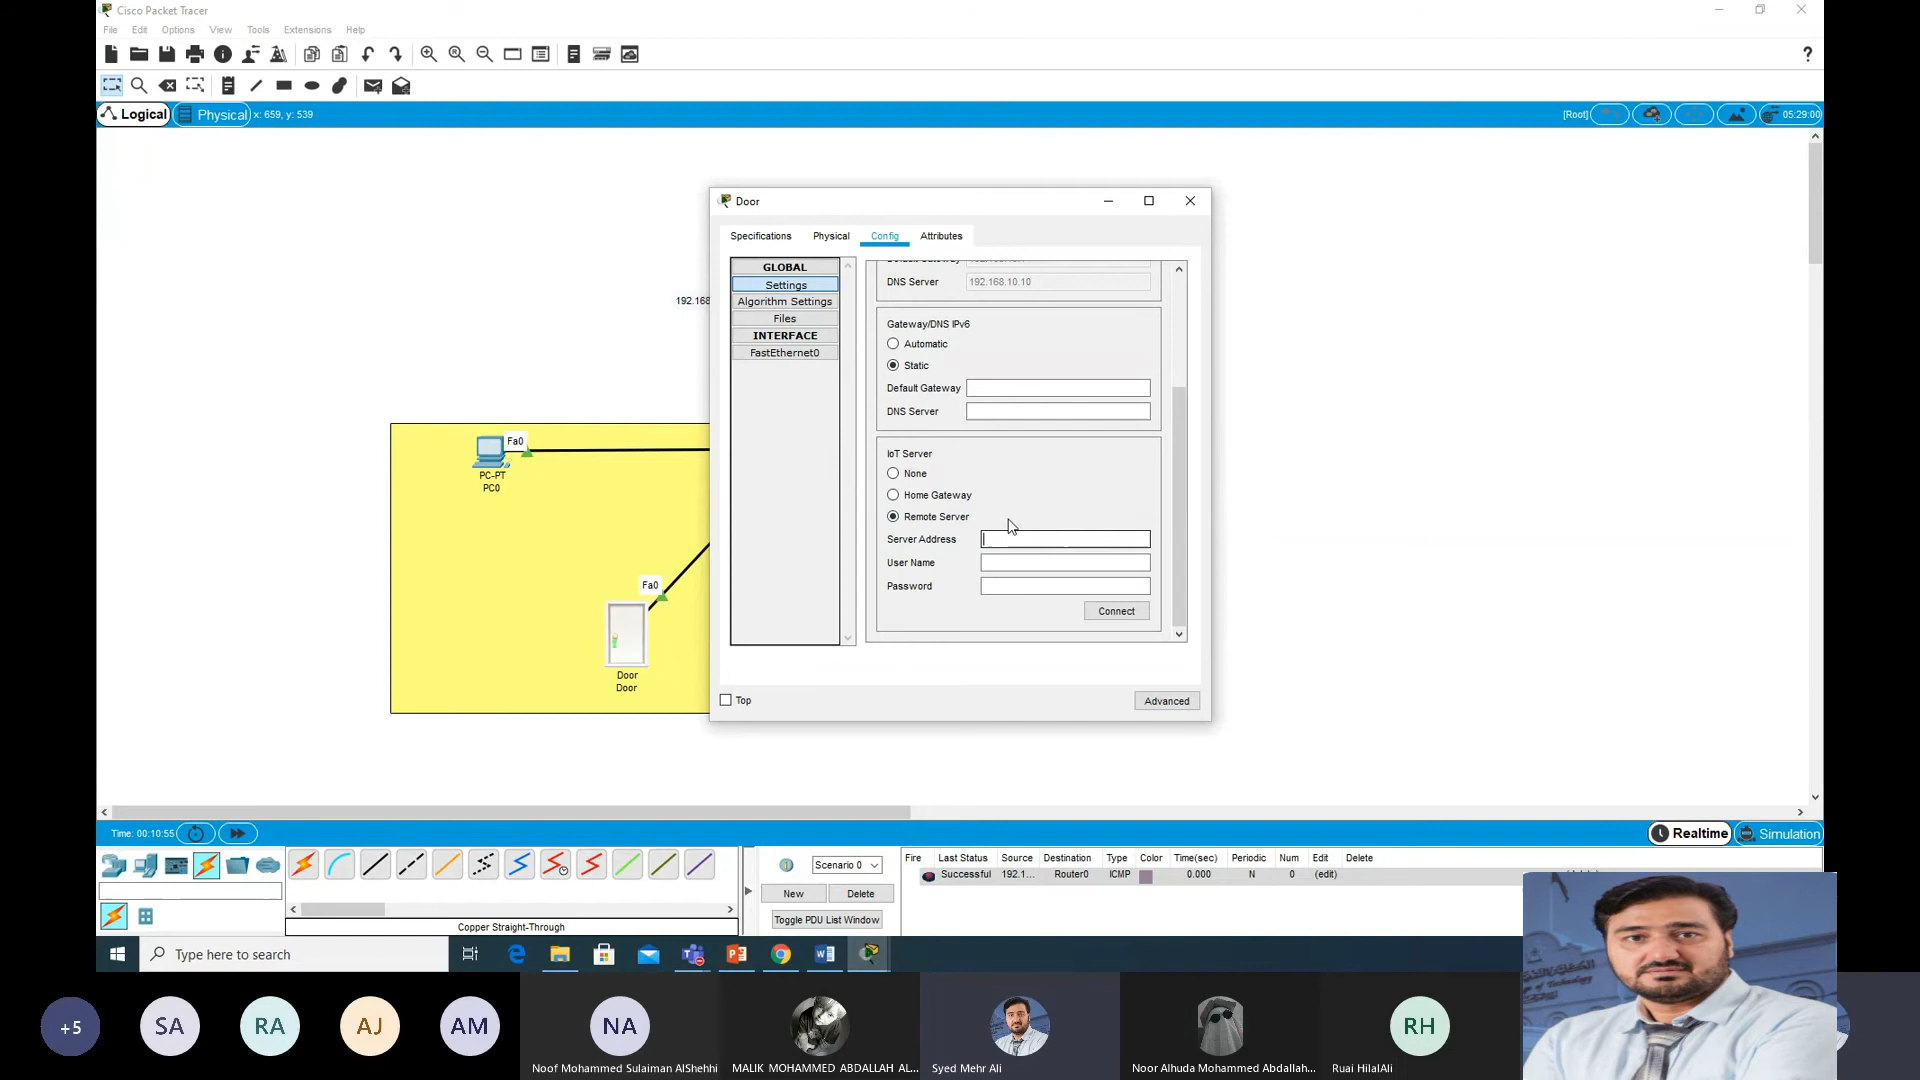 Cisco Packet Tracer
File Edit Options View Tools Extensions Help
?
Logical Physical x: 659, y: 539 [Root] 05:29:00
Door
Specifications Physical Config Attributes
GLOBAL
Settings
Algorithm Settings
Files
INTERFACE
FastEthernet0
DNS Server 192.168.10.10
Gateway/DNS IPv6
Automatic
Static
Default Gateway
DNS Server
IoT Server
None
Home Gateway
Remote Server
Server Address
User Name
Password
Connect
Top Advanced
192.168
Fa0
PC-PT
PC0
Fa0
Door
Door
Time: 00:10:55 Realtime Simulation
Scenario 0
New Delete
Toggle PDU List Window
Copper Straight-Through
Fire Last Status Source Destination Type Color Time(sec) Periodic Num Edit Delete
Successful 192.1... Router0 ICMP 0.000 N 0 (edit)
Type here to search
+5 SA RA AJ AM NA RH
Noof Mohammed Sulaiman AlShehhi MALIK MOHAMMED ABDALLAH AL... Syed Mehr Ali Noor Alhuda Mohammed Abdallah... Ruai HilalAli